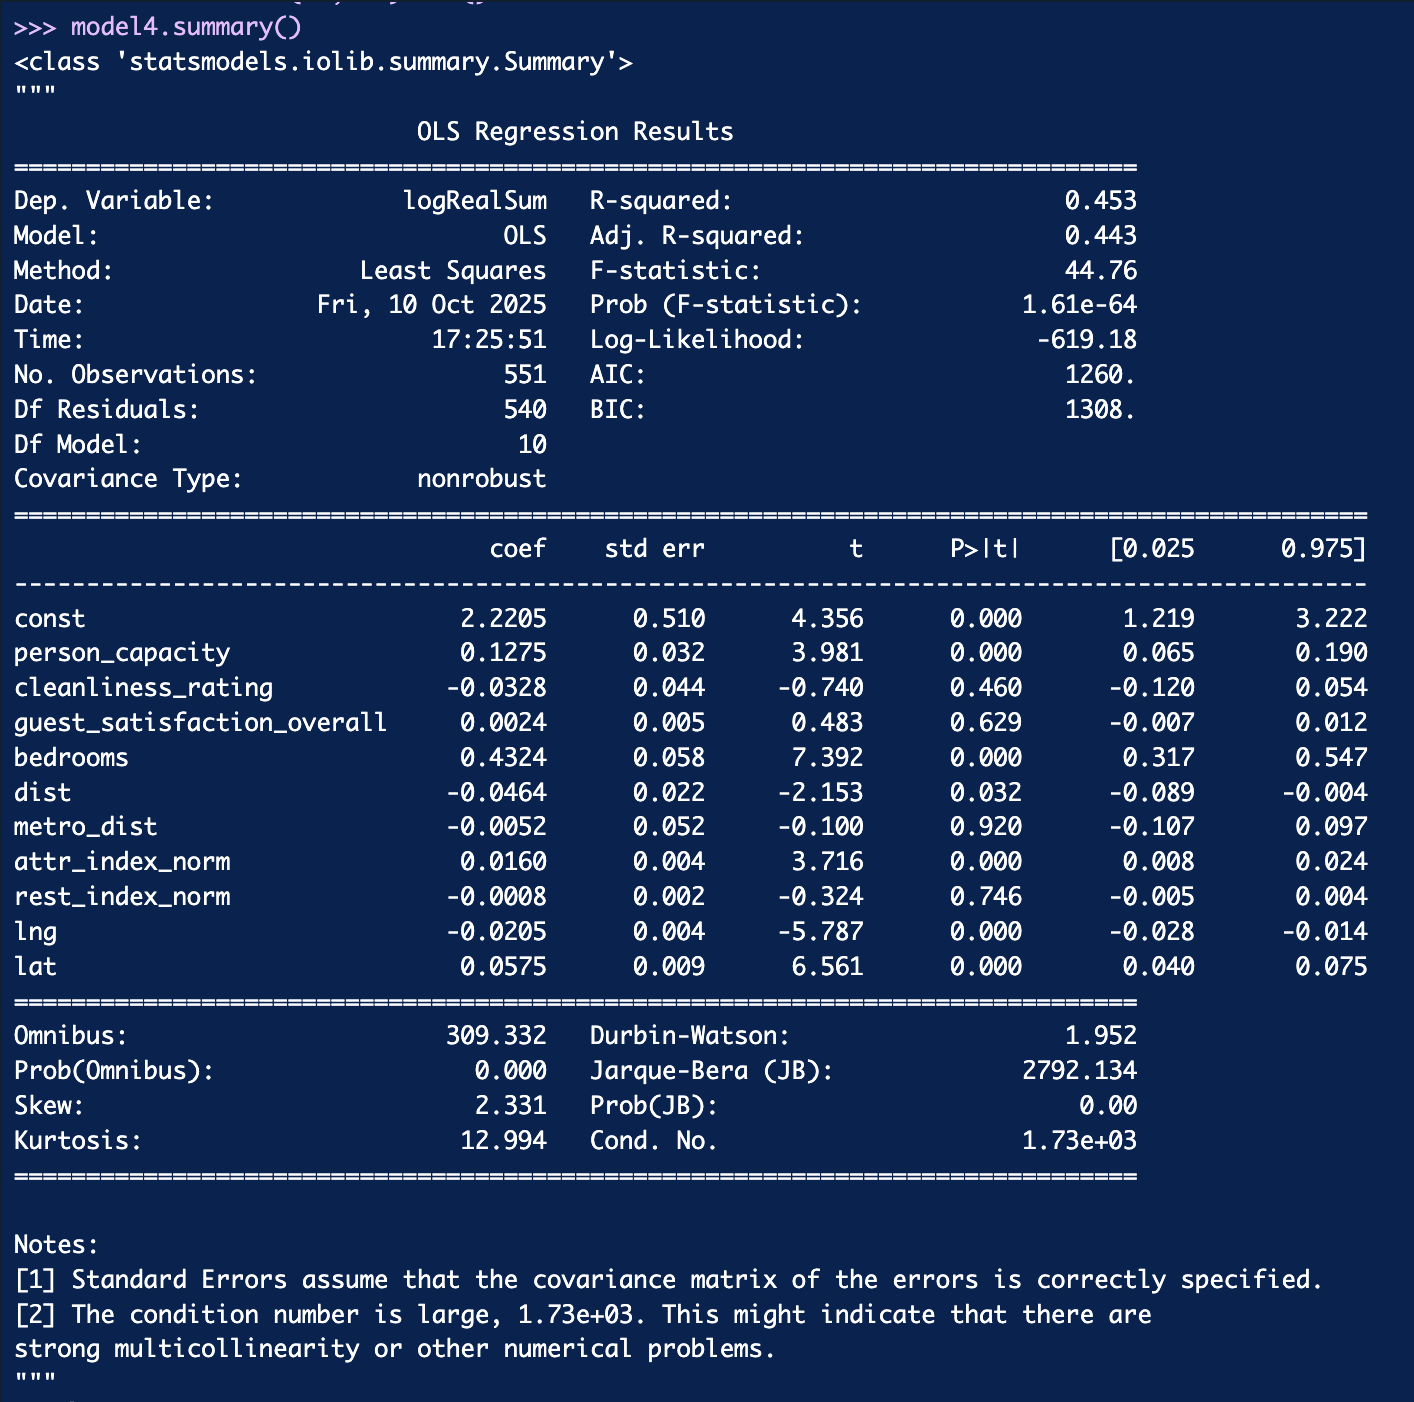 >>> model4.summary()
<class 'statsmodels.iolib.summary.Summary'>
"""
                            OLS Regression Results
==============================================================================
Dep. Variable:             logRealSum   R-squared:                       0.453
Model:                            OLS   Adj. R-squared:                  0.443
Method:                 Least Squares   F-statistic:                     44.76
Date:                Fri, 10 Oct 2025   Prob (F-statistic):           1.61e-64
Time:                        17:25:51   Log-Likelihood:                -619.18
No. Observations:                 551   AIC:                             1260.
Df Residuals:                     540   BIC:                             1308.
Df Model:                          10
Covariance Type:            nonrobust
==============================================================================================
                                 coef    std err          t      P>|t|      [0.025      0.975]
----------------------------------------------------------------------------------------------
const                          2.2205      0.510      4.356      0.000       1.219       3.222
person_capacity                0.1275      0.032      3.981      0.000       0.065       0.190
cleanliness_rating            -0.0328      0.044     -0.740      0.460      -0.120       0.054
guest_satisfaction_overall     0.0024      0.005      0.483      0.629      -0.007       0.012
bedrooms                       0.4324      0.058      7.392      0.000       0.317       0.547
dist                          -0.0464      0.022     -2.153      0.032      -0.089      -0.004
metro_dist                    -0.0052      0.052     -0.100      0.920      -0.107       0.097
attr_index_norm                0.0160      0.004      3.716      0.000       0.008       0.024
rest_index_norm               -0.0008      0.002     -0.324      0.746      -0.005       0.004
lng                           -0.0205      0.004     -5.787      0.000      -0.028      -0.014
lat                            0.0575      0.009      6.561      0.000       0.040       0.075
==============================================================================
Omnibus:                      309.332   Durbin-Watson:                   1.952
Prob(Omnibus):                  0.000   Jarque-Bera (JB):             2792.134
Skew:                           2.331   Prob(JB):                         0.00
Kurtosis:                      12.994   Cond. No.                     1.73e+03
==============================================================================
Notes:
[1] Standard Errors assume that the covariance matrix of the errors is correctly specified.
[2] The condition number is large, 1.73e+03. This might indicate that there are
strong multicollinearity or other numerical problems.
"""